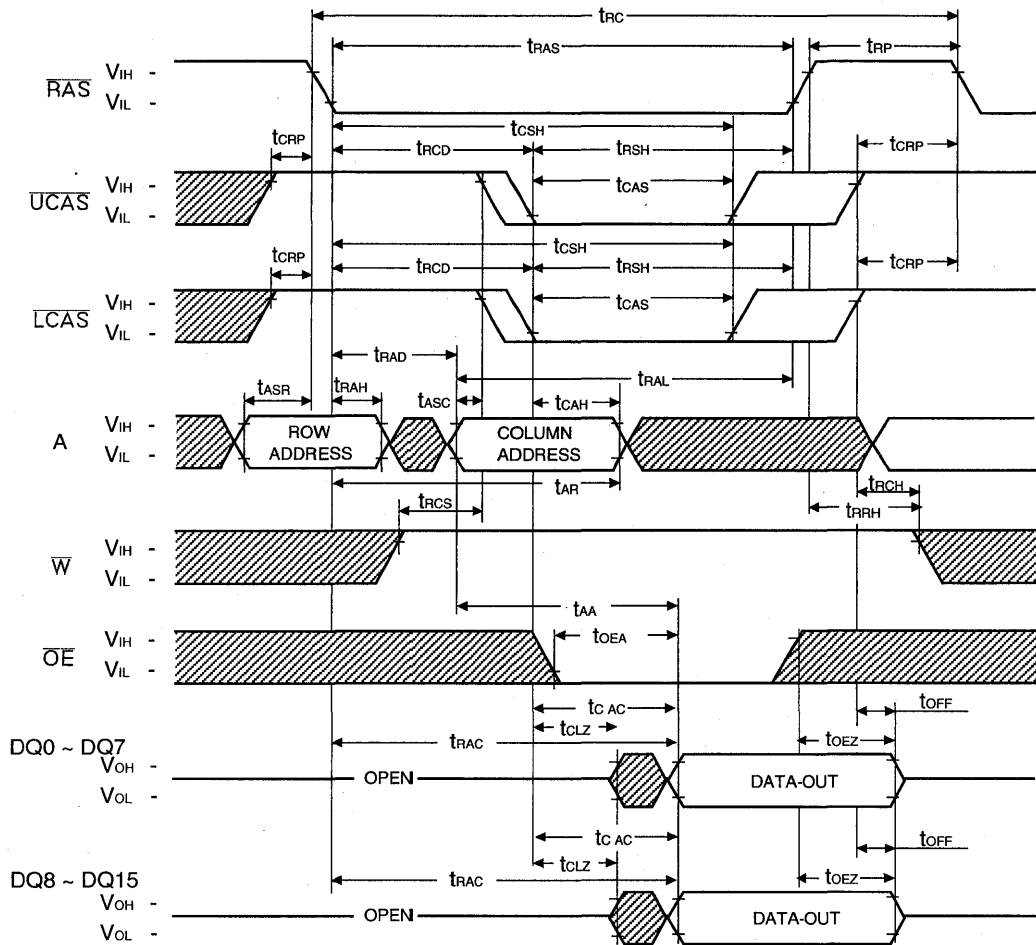 tRC
tRAS tRP
RAS VIH -
VIL -
tCSH
tCRP tRCD tRSH tCRP
UCAS VIH -
VIL -
tCAS
tCSH
tCRP tRCD tRSH tCRP
LCAS VIH -
VIL -
tCAS
tRAD
tRAL
tASR tRAH tASC tCAH
A VIH -
VIL -
ROW ADDRESS
COLUMN ADDRESS
tAR
tRCS
tRCH
tRRH
W VIH -
VIL -
tAA
OE VIH -
VIL -
tOEA
tCAC
tCLZ
tOFF
tRAC
tOEZ
DQ0 ~ DQ7
VOH -
VOL -
OPEN
DATA-OUT
tCAC
tCLZ
tOFF
tRAC
tOEZ
DQ8 ~ DQ15
VOH -
VOL -
OPEN
DATA-OUT